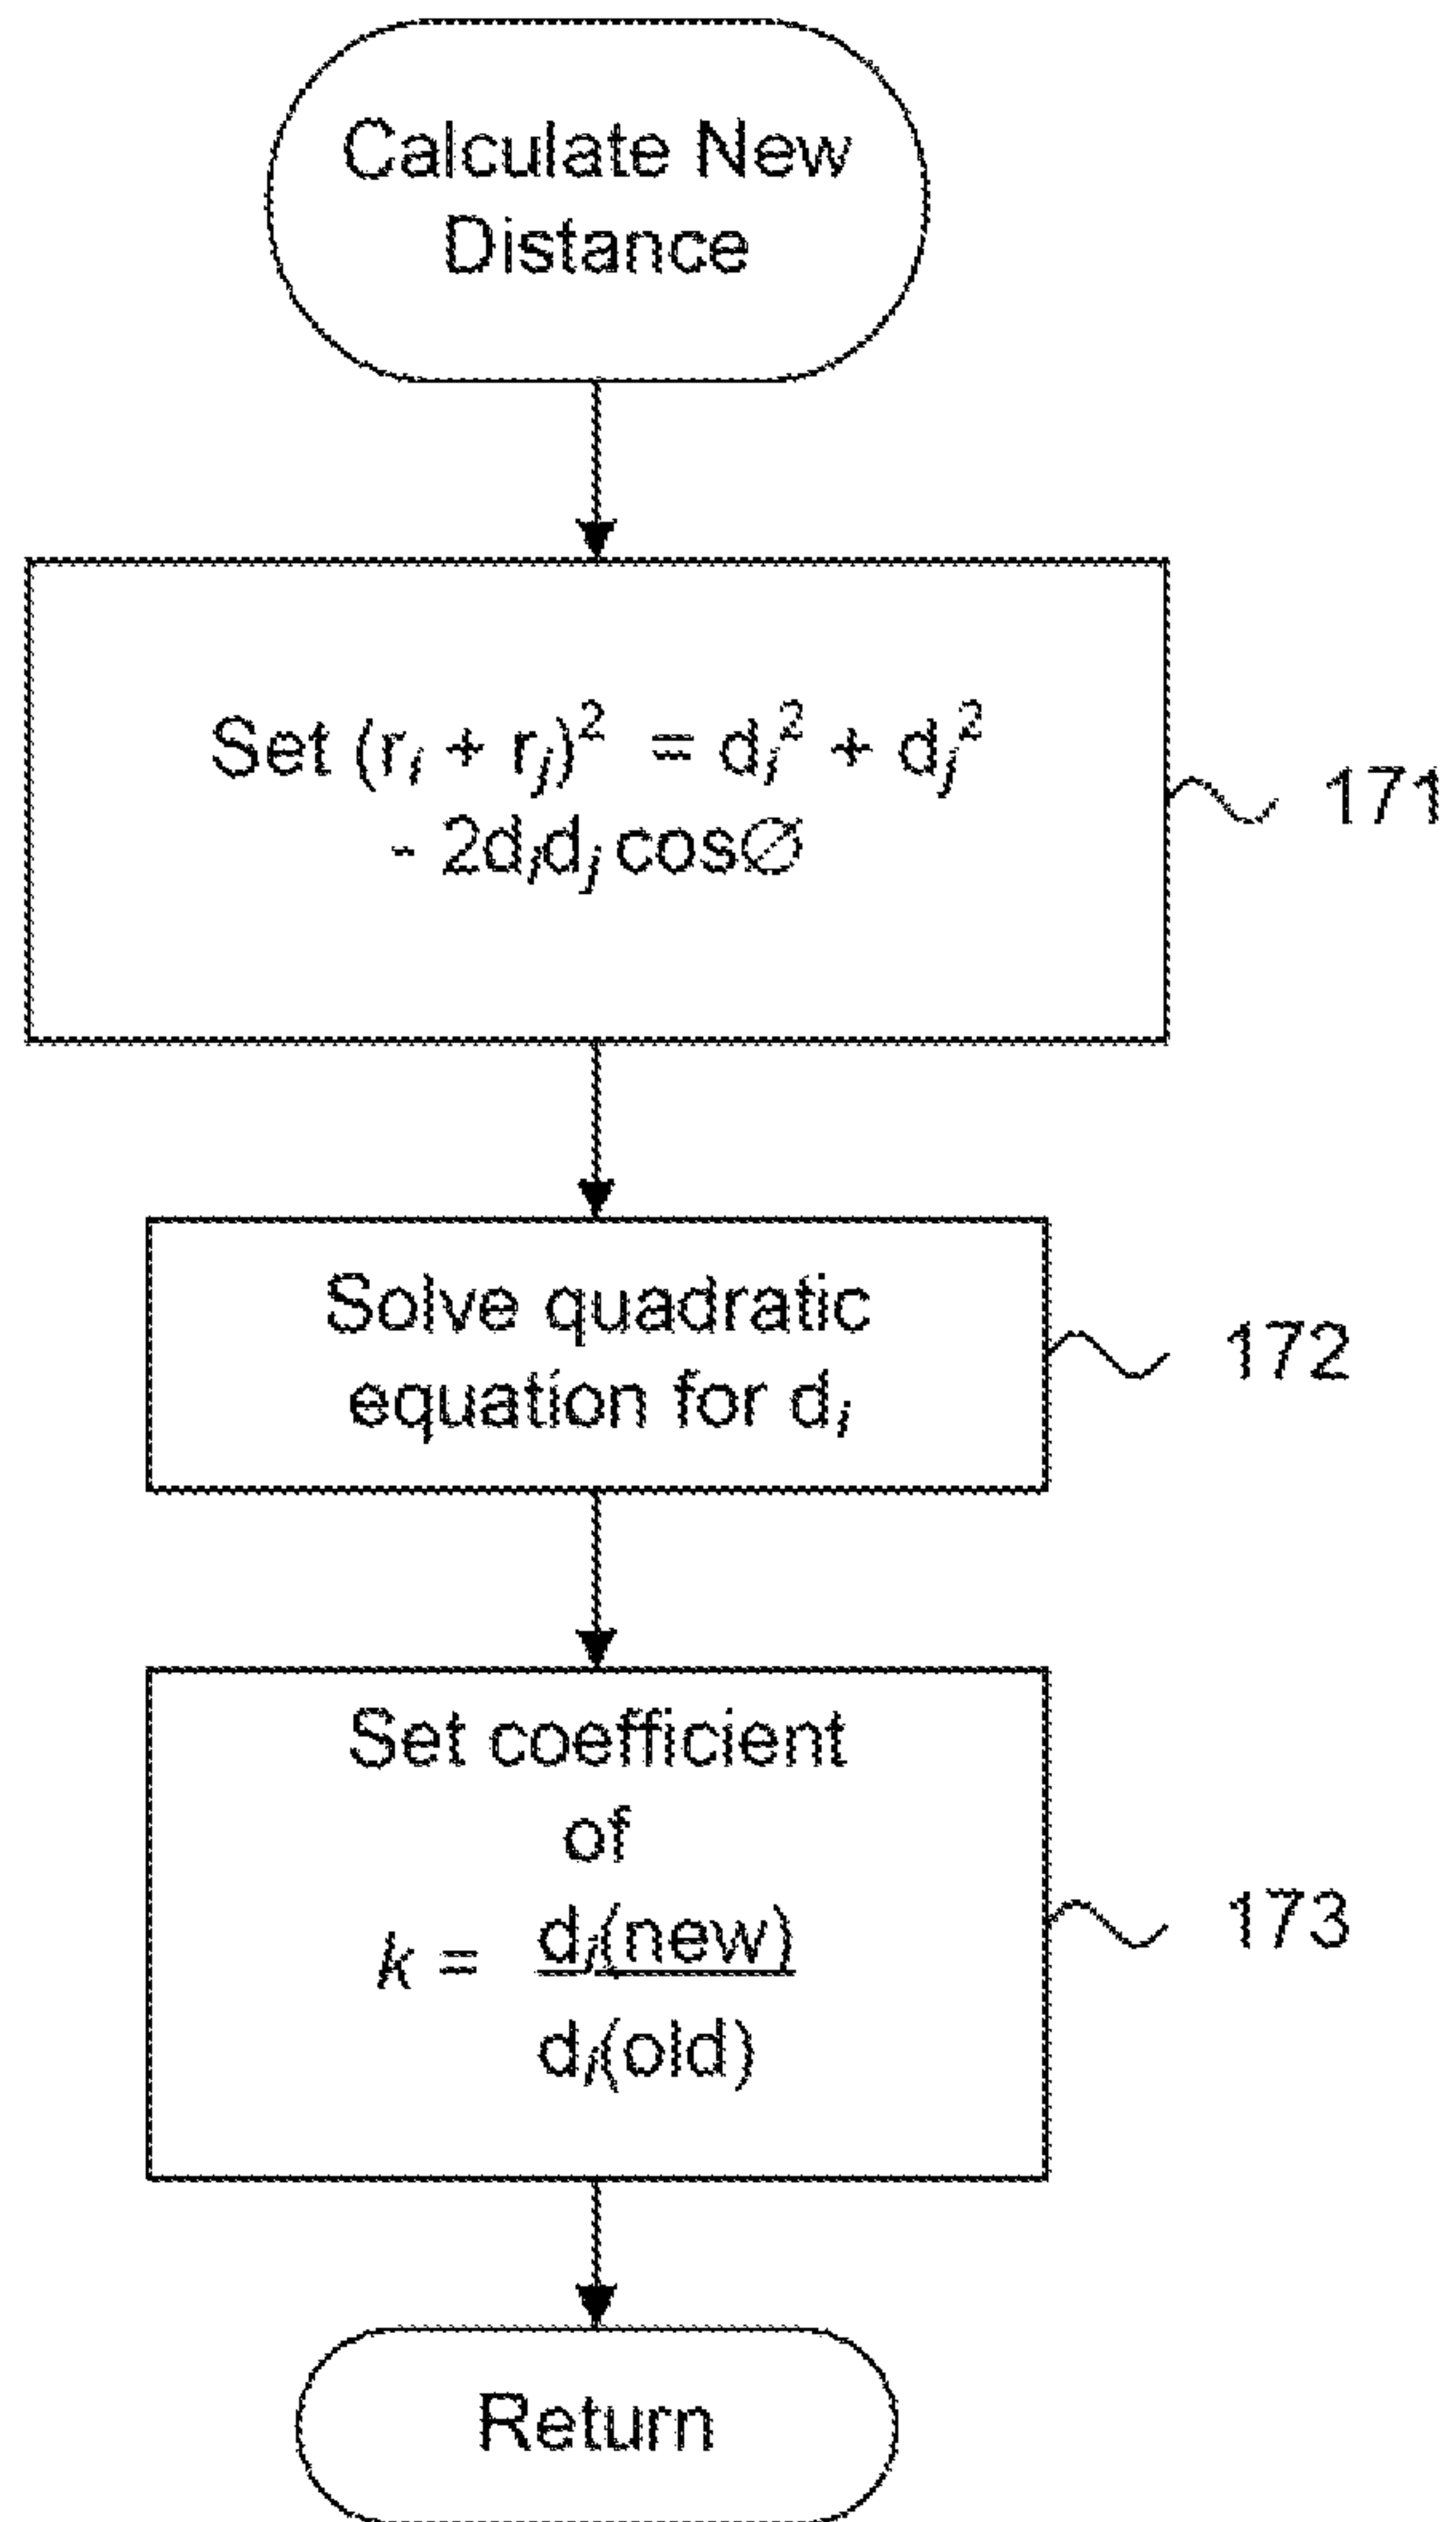 Calculate New
Distance
Set (rᵢ + rⱼ)² = dᵢ² + dⱼ²
- 2dᵢdⱼ cos∅
171
Solve quadratic
equation for dᵢ
172
Set coefficient
of
k = dᵢ(new)
dᵢ(old)
173
Return